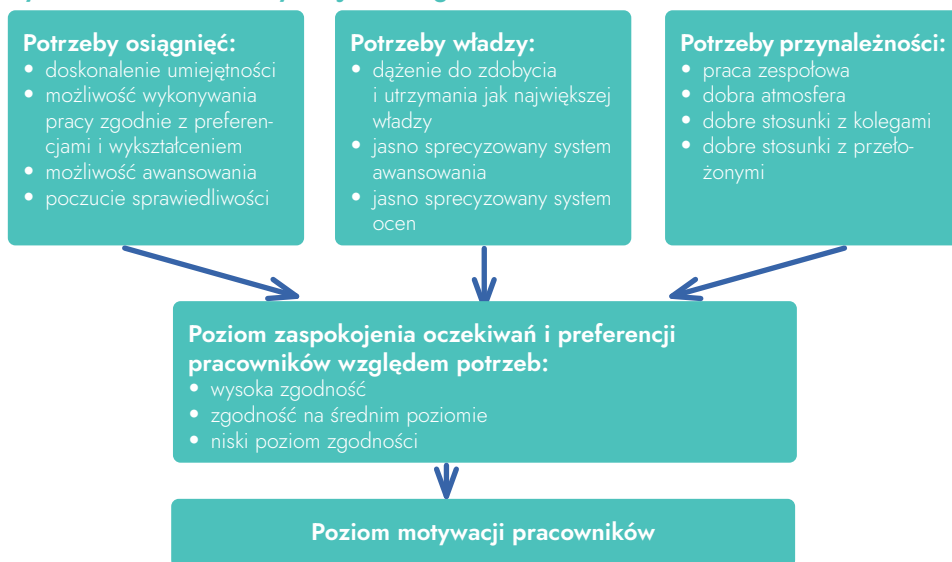 Potrzeby osiągnięć:
• doskonalenie umiejętności
• możliwość wykonywania
pracy zgodnie z preferen-
cjami i wykształceniem
• możliwość awansowania
• poczucie sprawiedliwości
Potrzeby władzy:
• dążenie do zdobycia
i utrzymania jak największej
władzy
• jasno sprecyzowany system
awansowania
• jasno sprecyzowany system
ocen
Potrzeby przynależności:
• praca zespołowa
• dobra atmosfera
• dobre stosunki z kolegami
• dobre stosunki z przeło-
żonymi
Poziom zaspokojenia oczekiwań i preferencji
pracowników względem potrzeb:
• wysoka zgodność
• zgodność na średnim poziomie
• niski poziom zgodności
Poziom motywacji pracowników